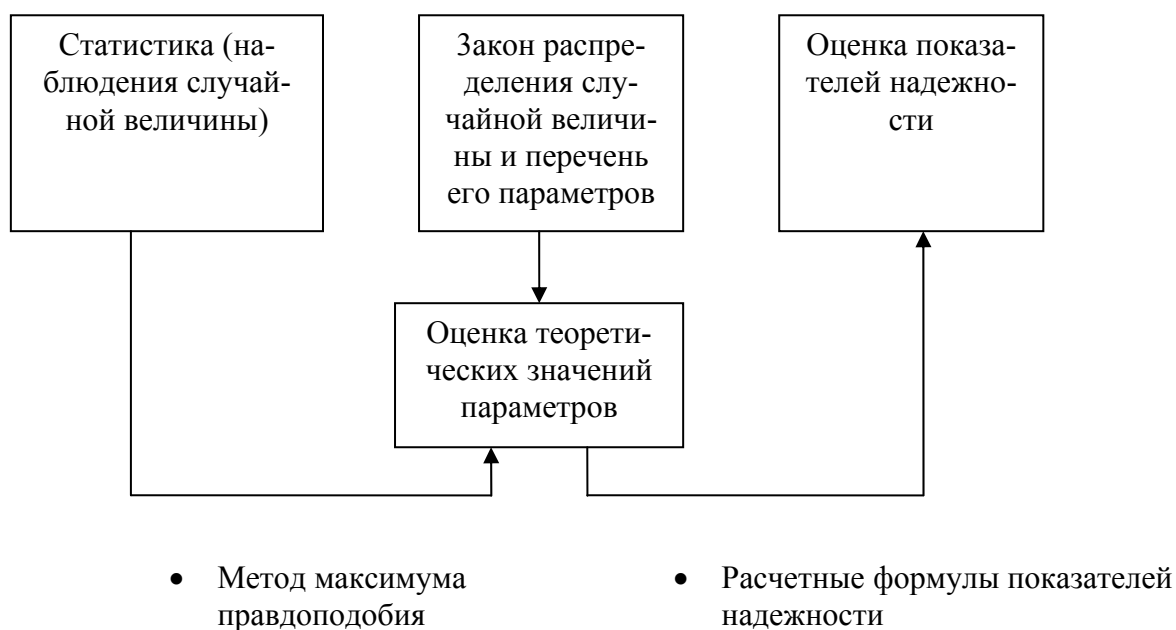 Статистика (на-
блюдения случай-
ной величины)
Закон распре-
деления слу-
чайной величи-
ны и перечень
его параметров
Оценка показа-
телей надежно-
сти
Оценка теорети-
ческих значений
параметров
• Метод максимума
правдоподобия
• Расчетные формулы показателей
надежности